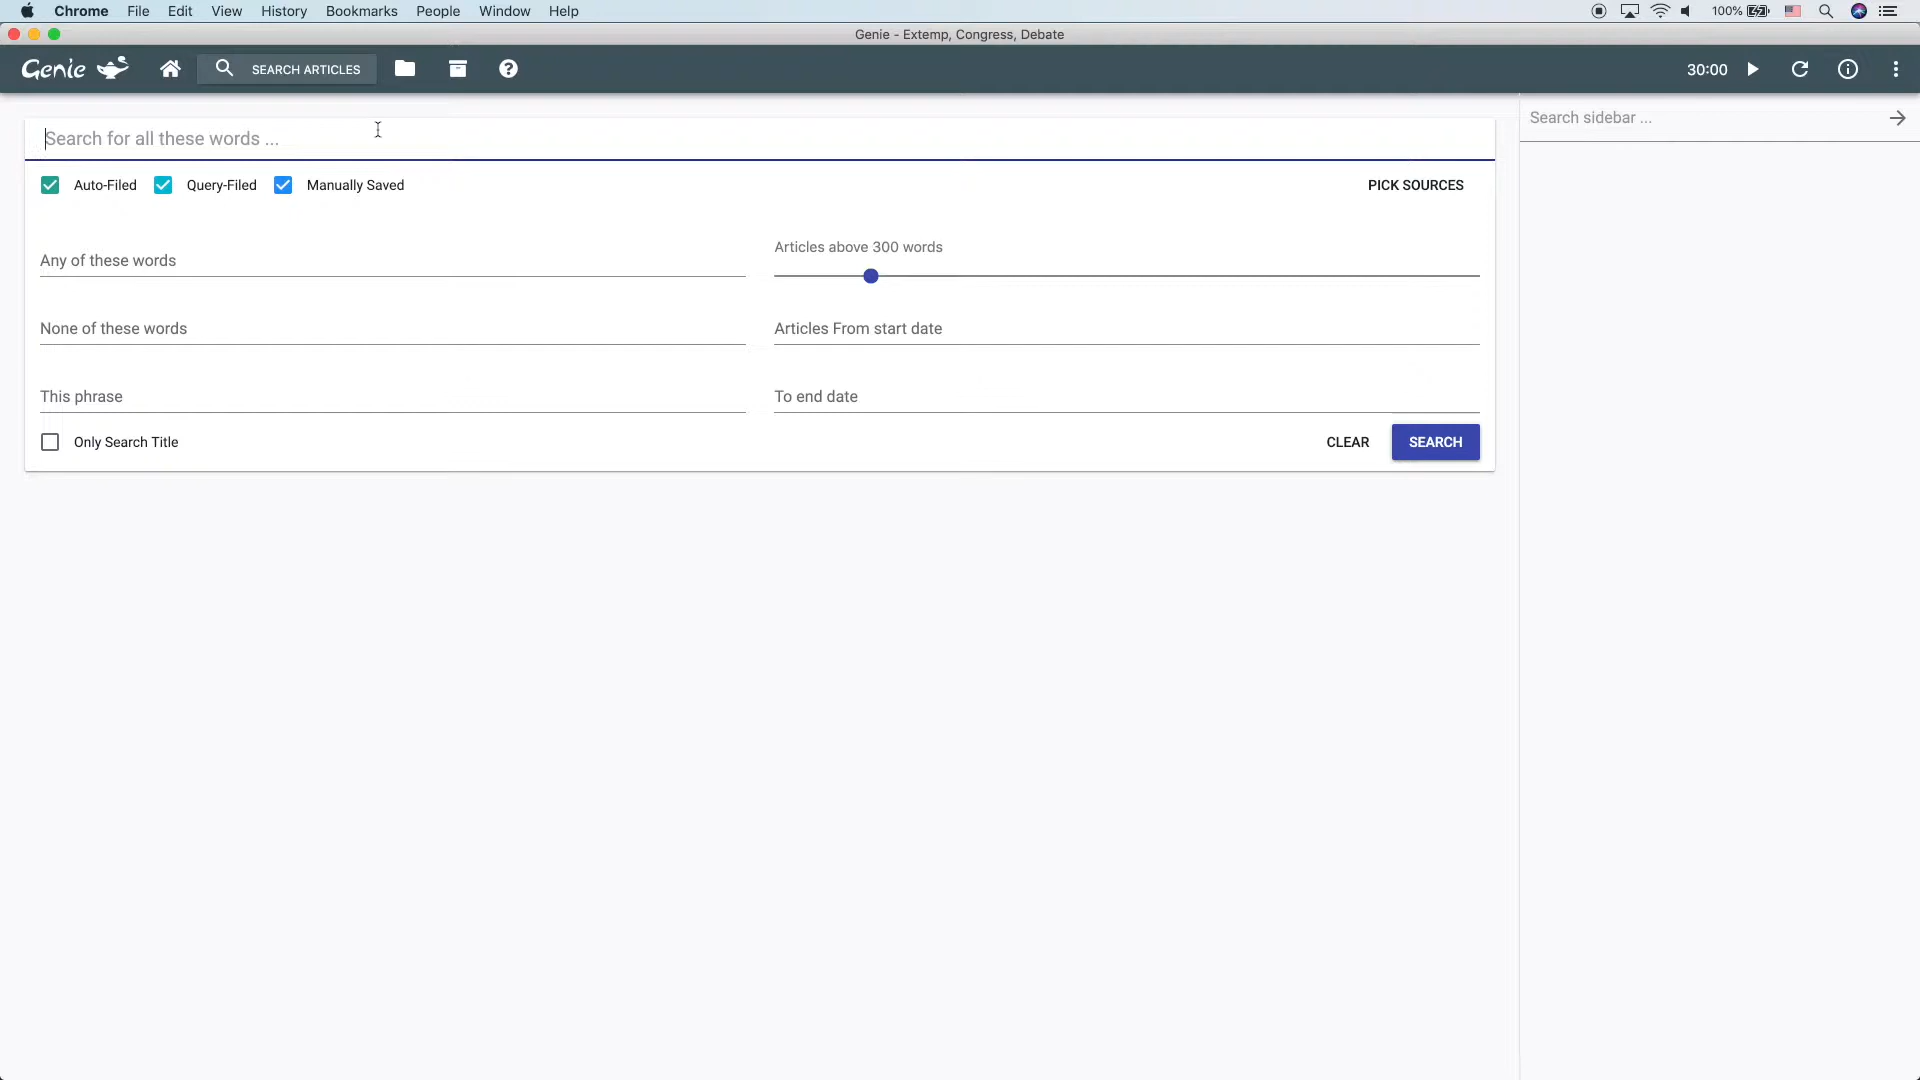 Chrome File Edit View History Bookmarks People Window Help 100%
Genie - Extemp, Congress, Debate
Genie SEARCH ARTICLES 30:00
Search for all these words ...
Search sidebar ...
Auto-Filed Query-Filed Manually Saved PICK SOURCES
Articles above 300 words
Any of these words
None of these words
Articles From start date
This phrase
To end date
Only Search Title CLEAR SEARCH